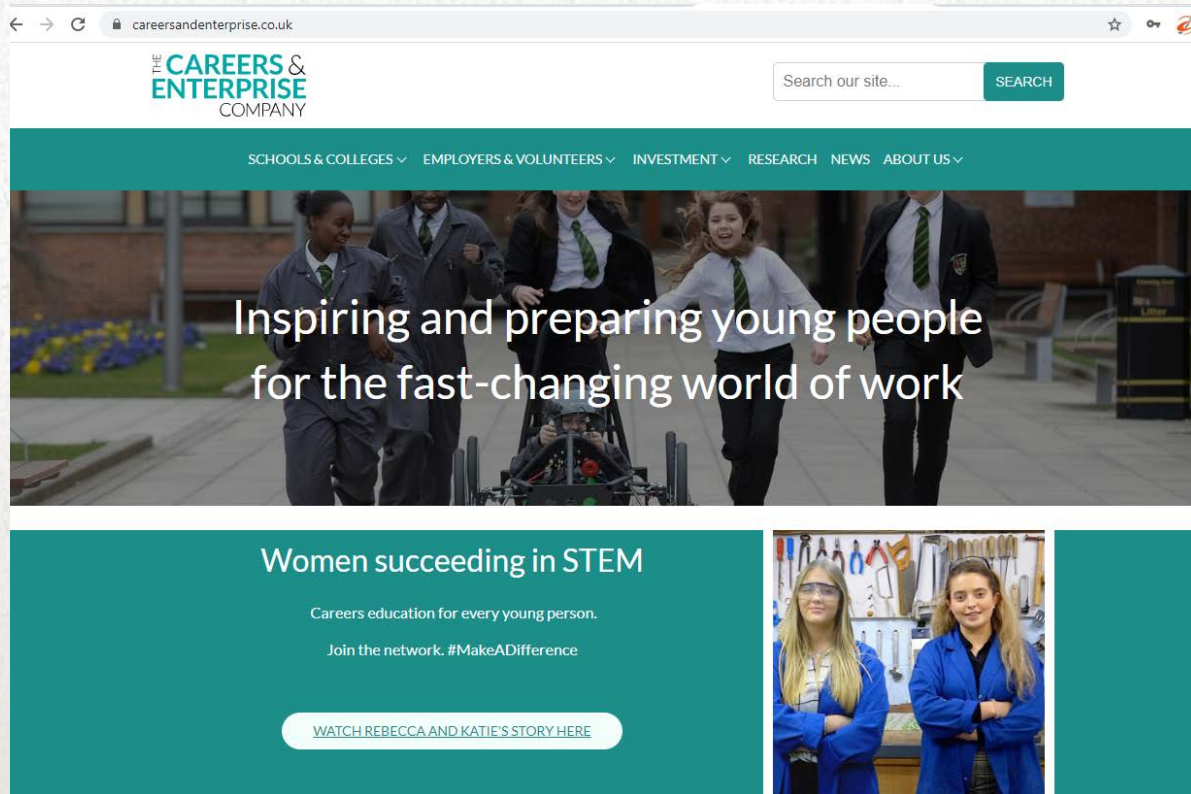 careersandenterprise.co.uk
THE CAREERS &
ENTERPRISE
COMPANY
Search our site...
SEARCH
SCHOOLS & COLLEGES
EMPLOYERS & VOLUNTEERS
INVESTMENT
RESEARCH
NEWS
ABOUT US
Inspiring and preparing young people
for the fast-changing world of work
Litter
Women succeeding in STEM
Careers education for every young person.
Join the network. #MakeADifference
WATCH REBECCA AND KATIE'S STORY HERE